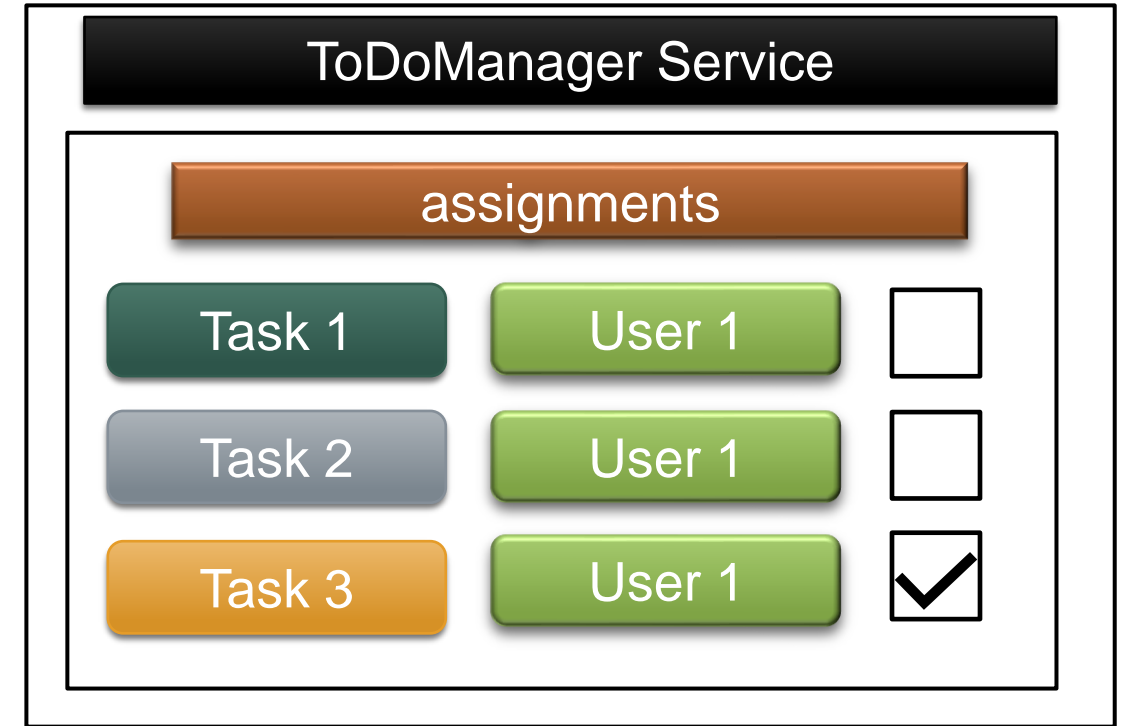 ToDoManager Service
assignments
Task 1 User 1
Task 2 User 1
Task 3 User 1